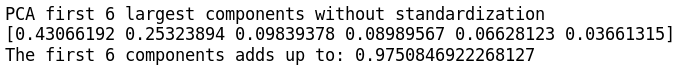 PCA first 6 largest components without standardization
[0.43066192 0.25323894 0.09839378 0.08989567 0.06628123 0.03661315]
The first 6 components adds up to: 0.9750846922268127